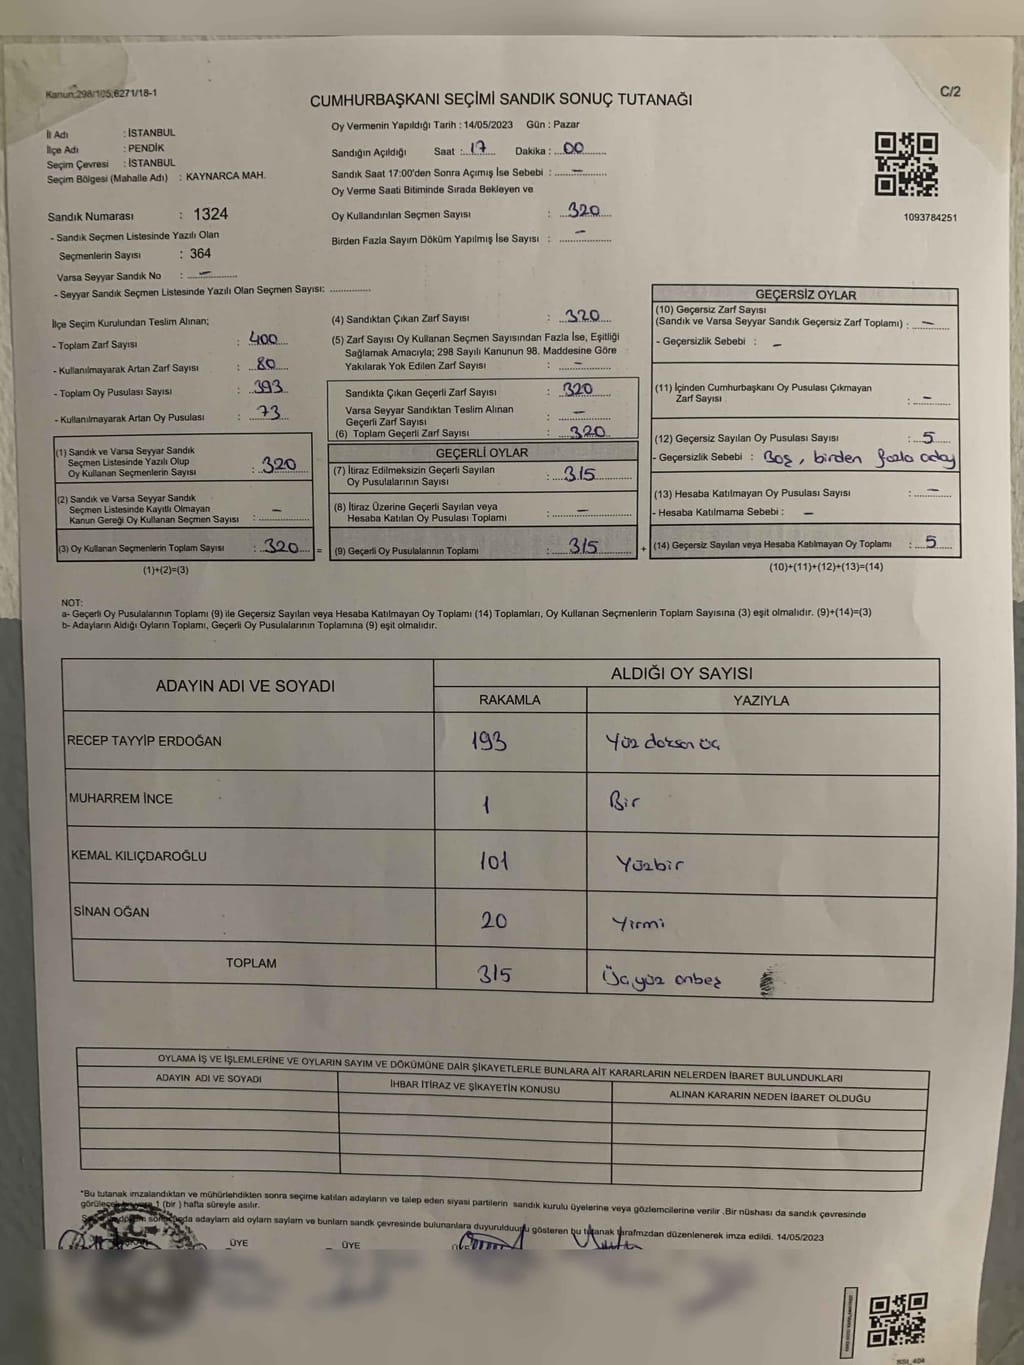 Kanun:298/105;6271/18-1
C/2
CUMHURBAŞKANI SEÇİMİ SANDIK SONUÇ TUTANAĞI
İl Adı : İSTANBUL
İlçe Adı : PENDİK
Seçim Çevresi : İSTANBUL
Seçim Bölgesi (Mahalle Adı) : KAYNARCA MAH.
Sandık Numarası : 1324
- Sandık Seçmen Listesinde Yazılı Olan
Seçmenlerin Sayısı : 364
Varsa Seyyar Sandık No : –
- Seyyar Sandık Seçmen Listesinde Yazılı Olan Seçmen Sayısı: ............
Oy Vermenin Yapıldığı Tarih : 14/05/2023 Gün : Pazar
Sandığın Açıldığı Saat : 17 Dakika : 00
Sandık Saat 17:00'den Sonra Açımış İse Sebebi : –
Oy Verme Saati Bitiminde Sırada Bekleyen ve
Oy Kullandırılan Seçmen Sayısı : 320
Birden Fazla Sayım Döküm Yapılmış İse Sayısı : –
1093784251
İlçe Seçim Kurulundan Teslim Alınan;
- Toplam Zarf Sayısı : 400
- Kullanılmayarak Artan Zarf Sayısı : 80
- Toplam Oy Pusulası Sayısı : 393
- Kullanılmayarak Artan Oy Pusulası : 73
(1) Sandık ve Varsa Seyyar Sandık
Seçmen Listesinde Yazılı Olup
Oy Kullanan Seçmenlerin Sayısı : 320
(2) Sandık ve Varsa Seyyar Sandık
Seçmen Listesinde Kayıtlı Olmayan
Kanun Gereği Oy Kullanan Seçmen Sayısı : –
(3) Oy Kullanan Seçmenlerin Toplam Sayısı : 320 =
(1)+(2)=(3)
(4) Sandıktan Çıkan Zarf Sayısı : 320
(5) Zarf Sayısı Oy Kullanan Seçmen Sayısından Fazla İse, Eşitliği
Sağlamak Amacıyla; 298 Sayılı Kanunun 98. Maddesine Göre
Yakılarak Yok Edilen Zarf Sayısı : –
Sandıkta Çıkan Geçerli Zarf Sayısı : 320
Varsa Seyyar Sandıktan Teslim Alınan
Geçerli Zarf Sayısı : –
(6) Toplam Geçerli Zarf Sayısı : 320
GEÇERLİ OYLAR
(7) İtiraz Edilmeksizin Geçerli Sayılan
Oy Pusulalarının Sayısı : 315
(8) İtiraz Üzerine Geçerli Sayılan veya
Hesaba Katılan Oy Pusulası Toplamı : –
(9) Geçerli Oy Pusulalarının Toplamı : 315 +
GEÇERSİZ OYLAR
(10) Geçersiz Zarf Sayısı
(Sandık ve Varsa Seyyar Sandık Geçersiz Zarf Toplamı) : –
- Geçersizlik Sebebi : –
(11) İçinden Cumhurbaşkanı Oy Pusulası Çıkmayan
Zarf Sayısı : –
(12) Geçersiz Sayılan Oy Pusulası Sayısı : 5
- Geçersizlik Sebebi : Boş, birden fazla aday
(13) Hesaba Katılmayan Oy Pusulası Sayısı : –
- Hesaba Katılmama Sebebi : –
(14) Geçersiz Sayılan veya Hesaba Katılmayan Oy Toplamı : 5
(10)+(11)+(12)+(13)=(14)
NOT:
a- Geçerli Oy Pusulalarının Toplamı (9) ile Geçersiz Sayılan veya Hesaba Katılmayan Oy Toplamı (14) Toplamları, Oy Kullanan Seçmenlerin Toplam Sayısına (3) eşit olmalıdır. (9)+(14)=(3)
b- Adayların Aldığı Oyların Toplamı, Geçerli Oy Pusulalarının Toplamına (9) eşit olmalıdır.
ADAYIN ADI VE SOYADI
ALDIĞI OY SAYISI
RAKAMLA YAZIYLA
RECEP TAYYİP ERDOĞAN 193 Yüz doksan üç
MUHARREM İNCE 1 Bir
KEMAL KILIÇDAROĞLU 101 Yüzbir
SİNAN OĞAN 20 Yirmi
TOPLAM 315 Üçyüz onbeş
OYLAMA İŞ VE İŞLEMLERİNE VE OYLARIN SAYIM VE DÖKÜMÜNE DAİR ŞİKAYETLERLE BUNLARA AİT KARARLARIN NELERDEN İBARET BULUNDUKLARI
ADAYIN ADI VE SOYADI İHBAR İTİRAZ VE ŞİKAYETİN KONUSU ALINAN KARARIN NEDEN İBARET OLDUĞU
*Bu tutanak imzalandıktan ve mühürlehdikten sonra seçime katılan adayların ve talep eden siyasi partilerin sandık kurulu üyelerine veya gözlemcilerine verilir .Bir nüshası da sandık çevresinde
1 (bir ) hafta süreyle asılır.
adayların ald oyların sayların ve bunların sandk çevresinde bulunanlara duyurulduunu gösteren bu tutanak tarafmzdan düzenlenerek imza edildi. 14/05/2023
ÜYE ÜYE